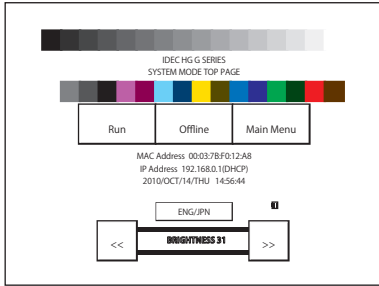 IDEC HG G SERIES
SYSTEM MODE TOP PAGE
Run Offline Main Menu
MAC Address 00:03:7B:F0:12:A8
IP Address 192.168.0.1(DHCP)
2010/OCT/14/THU 14:56:44
ENG/JPN
<< BRIGHTNESS 31 >>